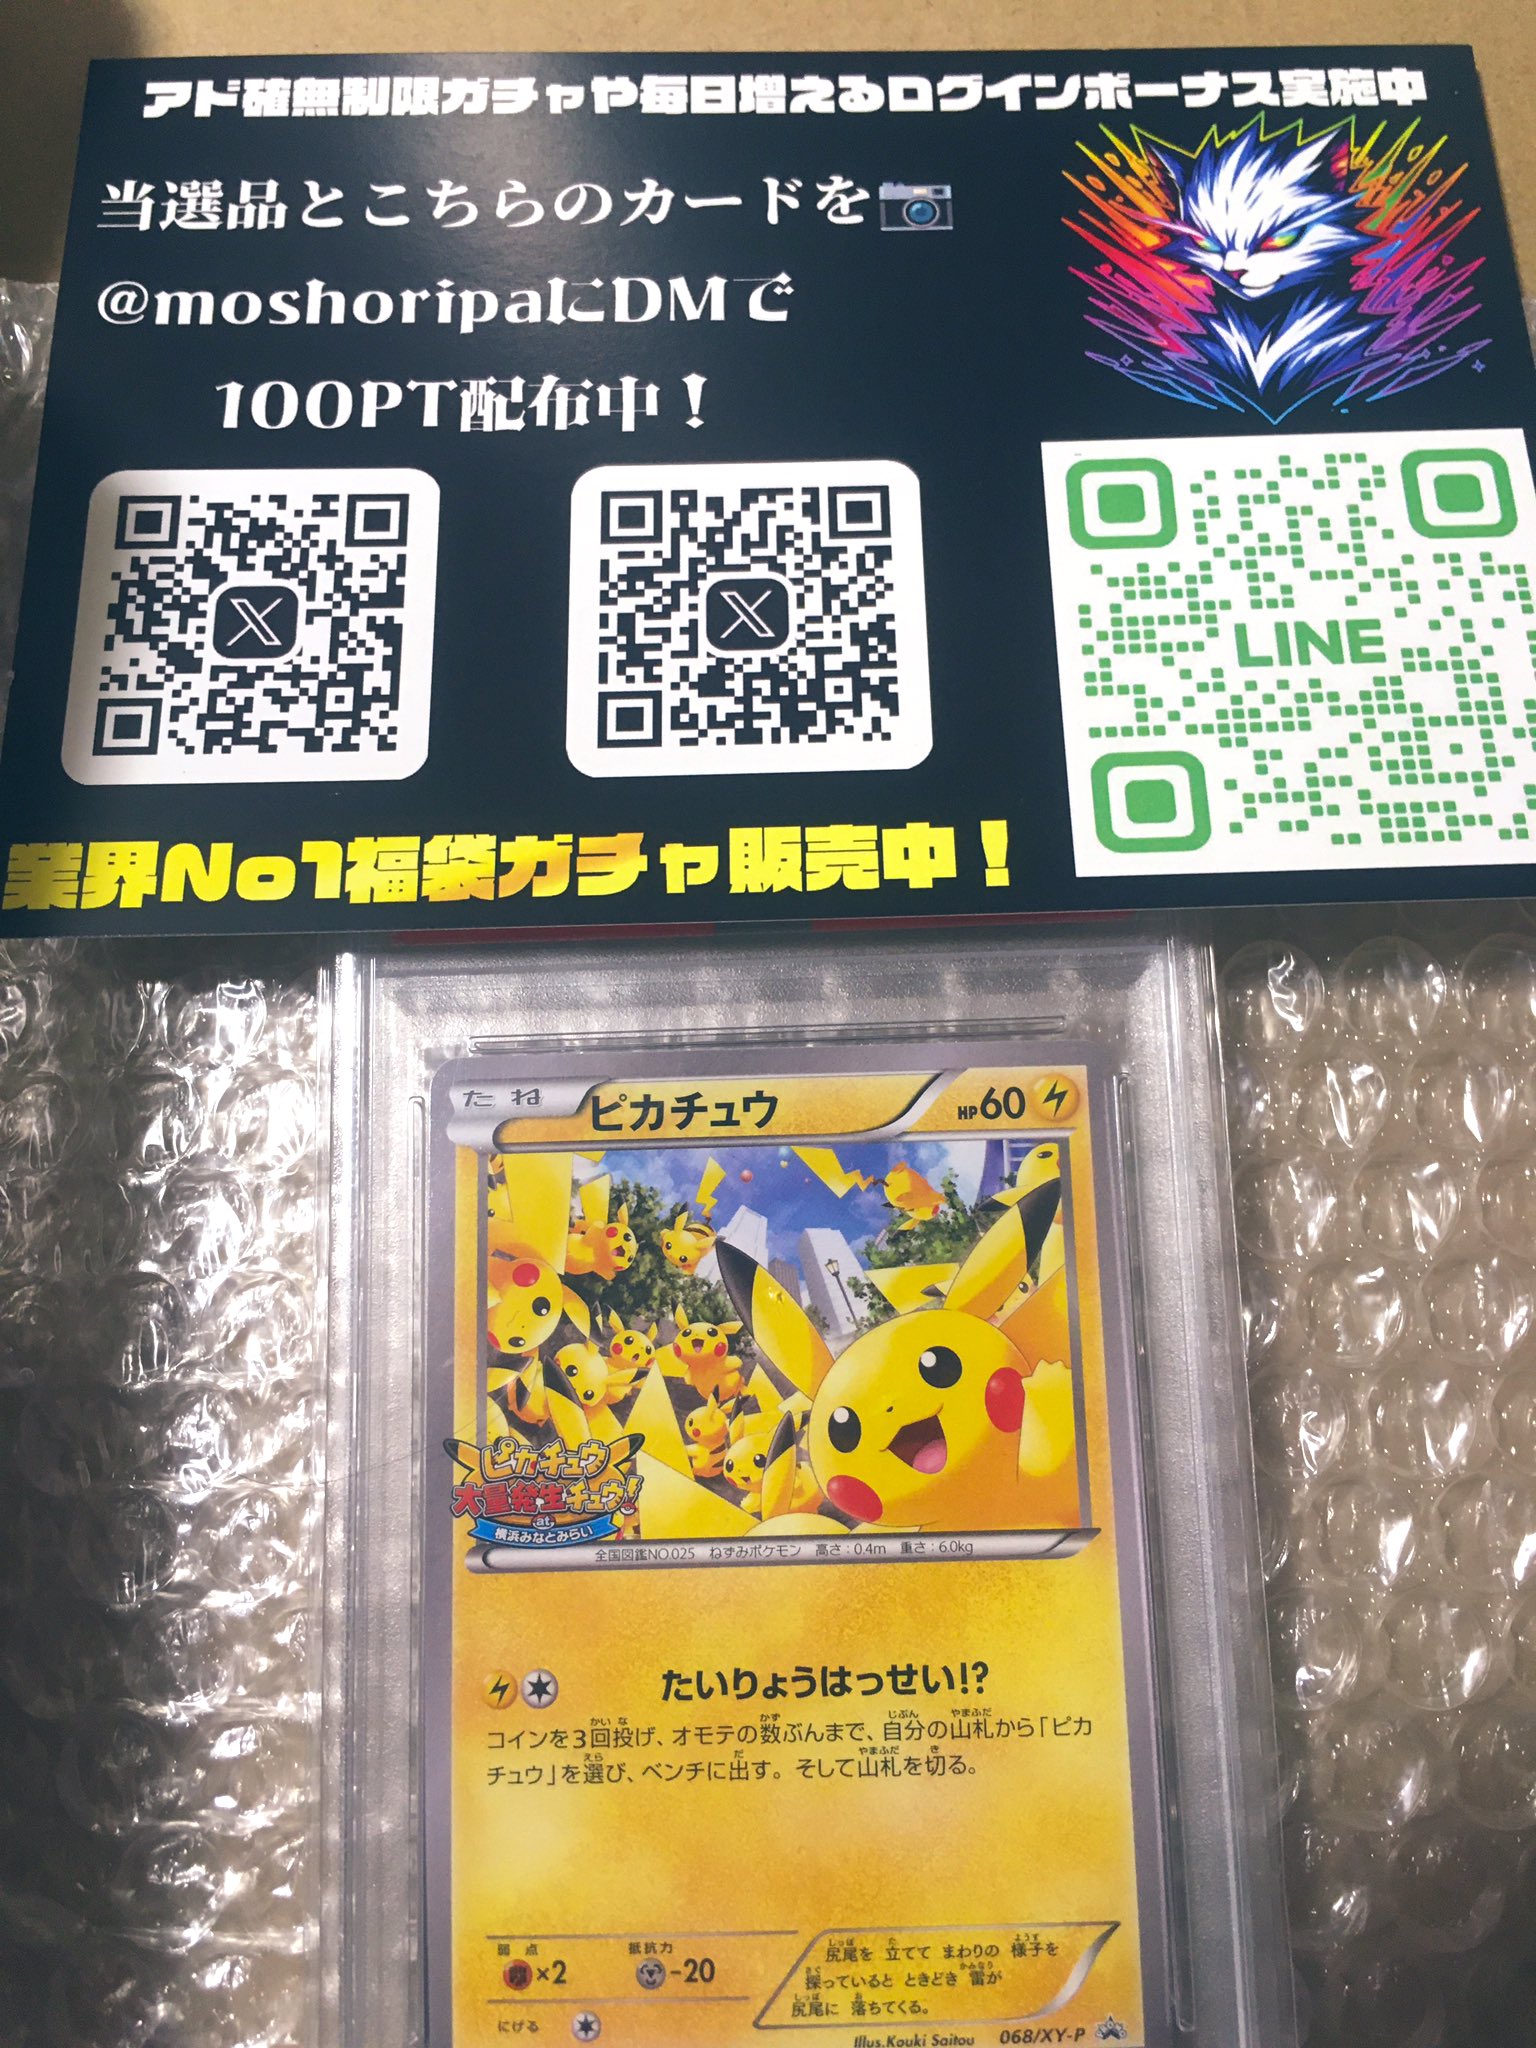 アド確無制限ガチャや毎日増えるログインボーナス実施中
当選品とこちらのカードを📷
@moshoripaにDMで
100PT配布中！
LINE
業界No1福袋ガチャ販売中！
たね ピカチュウ HP60
ピカチュウ
大量発生チュウ!
at
横浜みなとみらい
全国図鑑NO.025 ねずみポケモン 高さ：0.4m 重さ：6.0kg
たいりょうはっせい!?
コインを3回投げ、オモテの数ぶんまで、自分の山札から「ピカ
チュウ」を選び、ベンチに出す。そして山札を切る。
弱点 抵抗力
×2 -20
にげる
尻尾を 立てて まわりの 様子を
探っていると ときどき 雷が
尻尾に 落ちてくる。
Illus.Kouki Saitou 068/XY-P